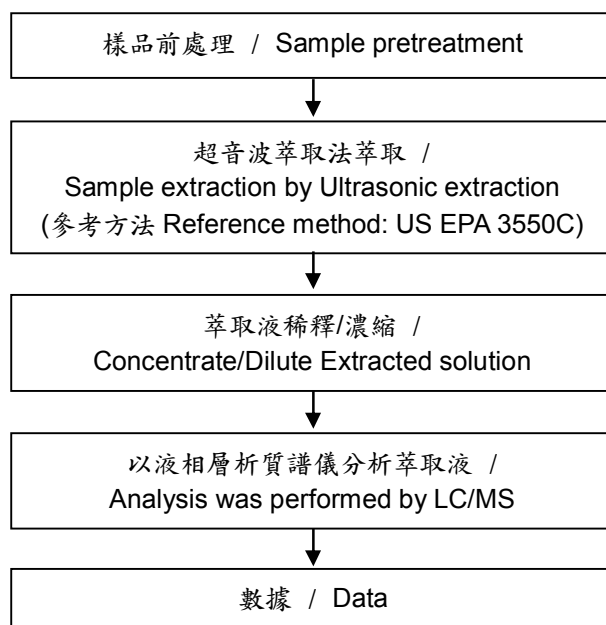 樣品前處理 / Sample pretreatment
超音波萃取法萃取 /
Sample extraction by Ultrasonic extraction
(參考方法 Reference method: US EPA 3550C)
萃取液稀釋/濃縮 /
Concentrate/Dilute Extracted solution
以液相層析質譜儀分析萃取液 /
Analysis was performed by LC/MS
數據 / Data